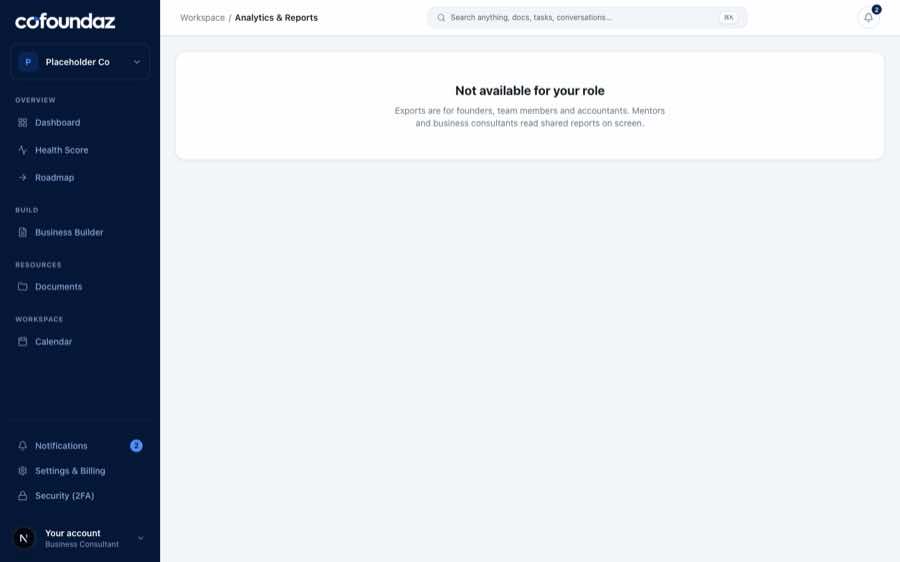 cofoundaz
P
Placeholder Co
OVERVIEW
Dashboard
Health Score
Roadmap
BUILD
Business Builder
RESOURCES
Documents
WORKSPACE
Calendar
Notifications
2
Settings & Billing
Security (2FA)
N
Your account
Business Consultant
Workspace / Analytics & Reports
Search anything, docs, tasks, conversations...
⌘K
2
Not available for your role
Exports are for founders, team members and accountants. Mentors
and business consultants read shared reports on screen.